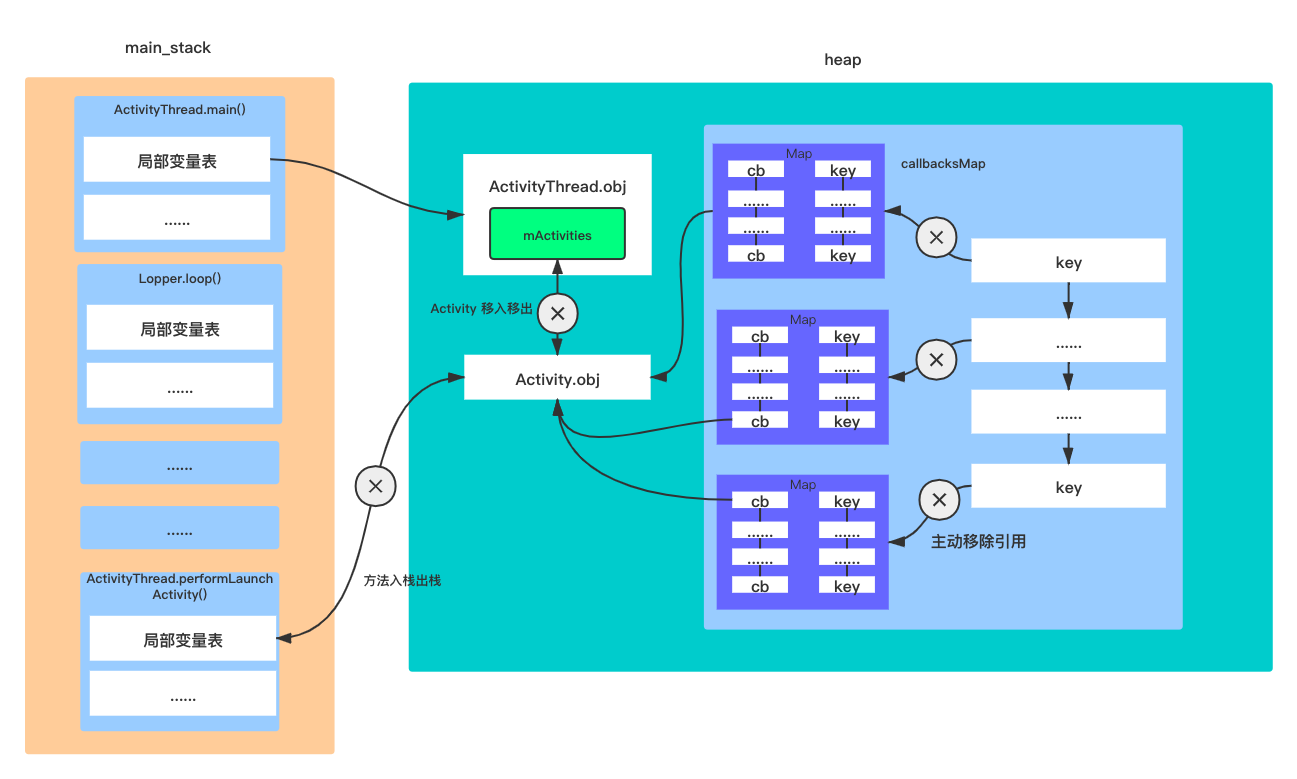 main_stack
ActivityThread.main()
局部变量表
......
Lopper.loop()
局部变量表
......
......
......
ActivityThread.performLaunch
Activity()
局部变量表
......
方法入栈出栈
heap
ActivityThread.obj
mActivities
Activity 移入移出
Activity.obj
callbacksMap
Map
cb key
...... ......
...... ......
cb key
Map
cb key
...... ......
...... ......
cb key
Map
cb key
...... ......
...... ......
cb key
key
......
......
key
主动移除引用